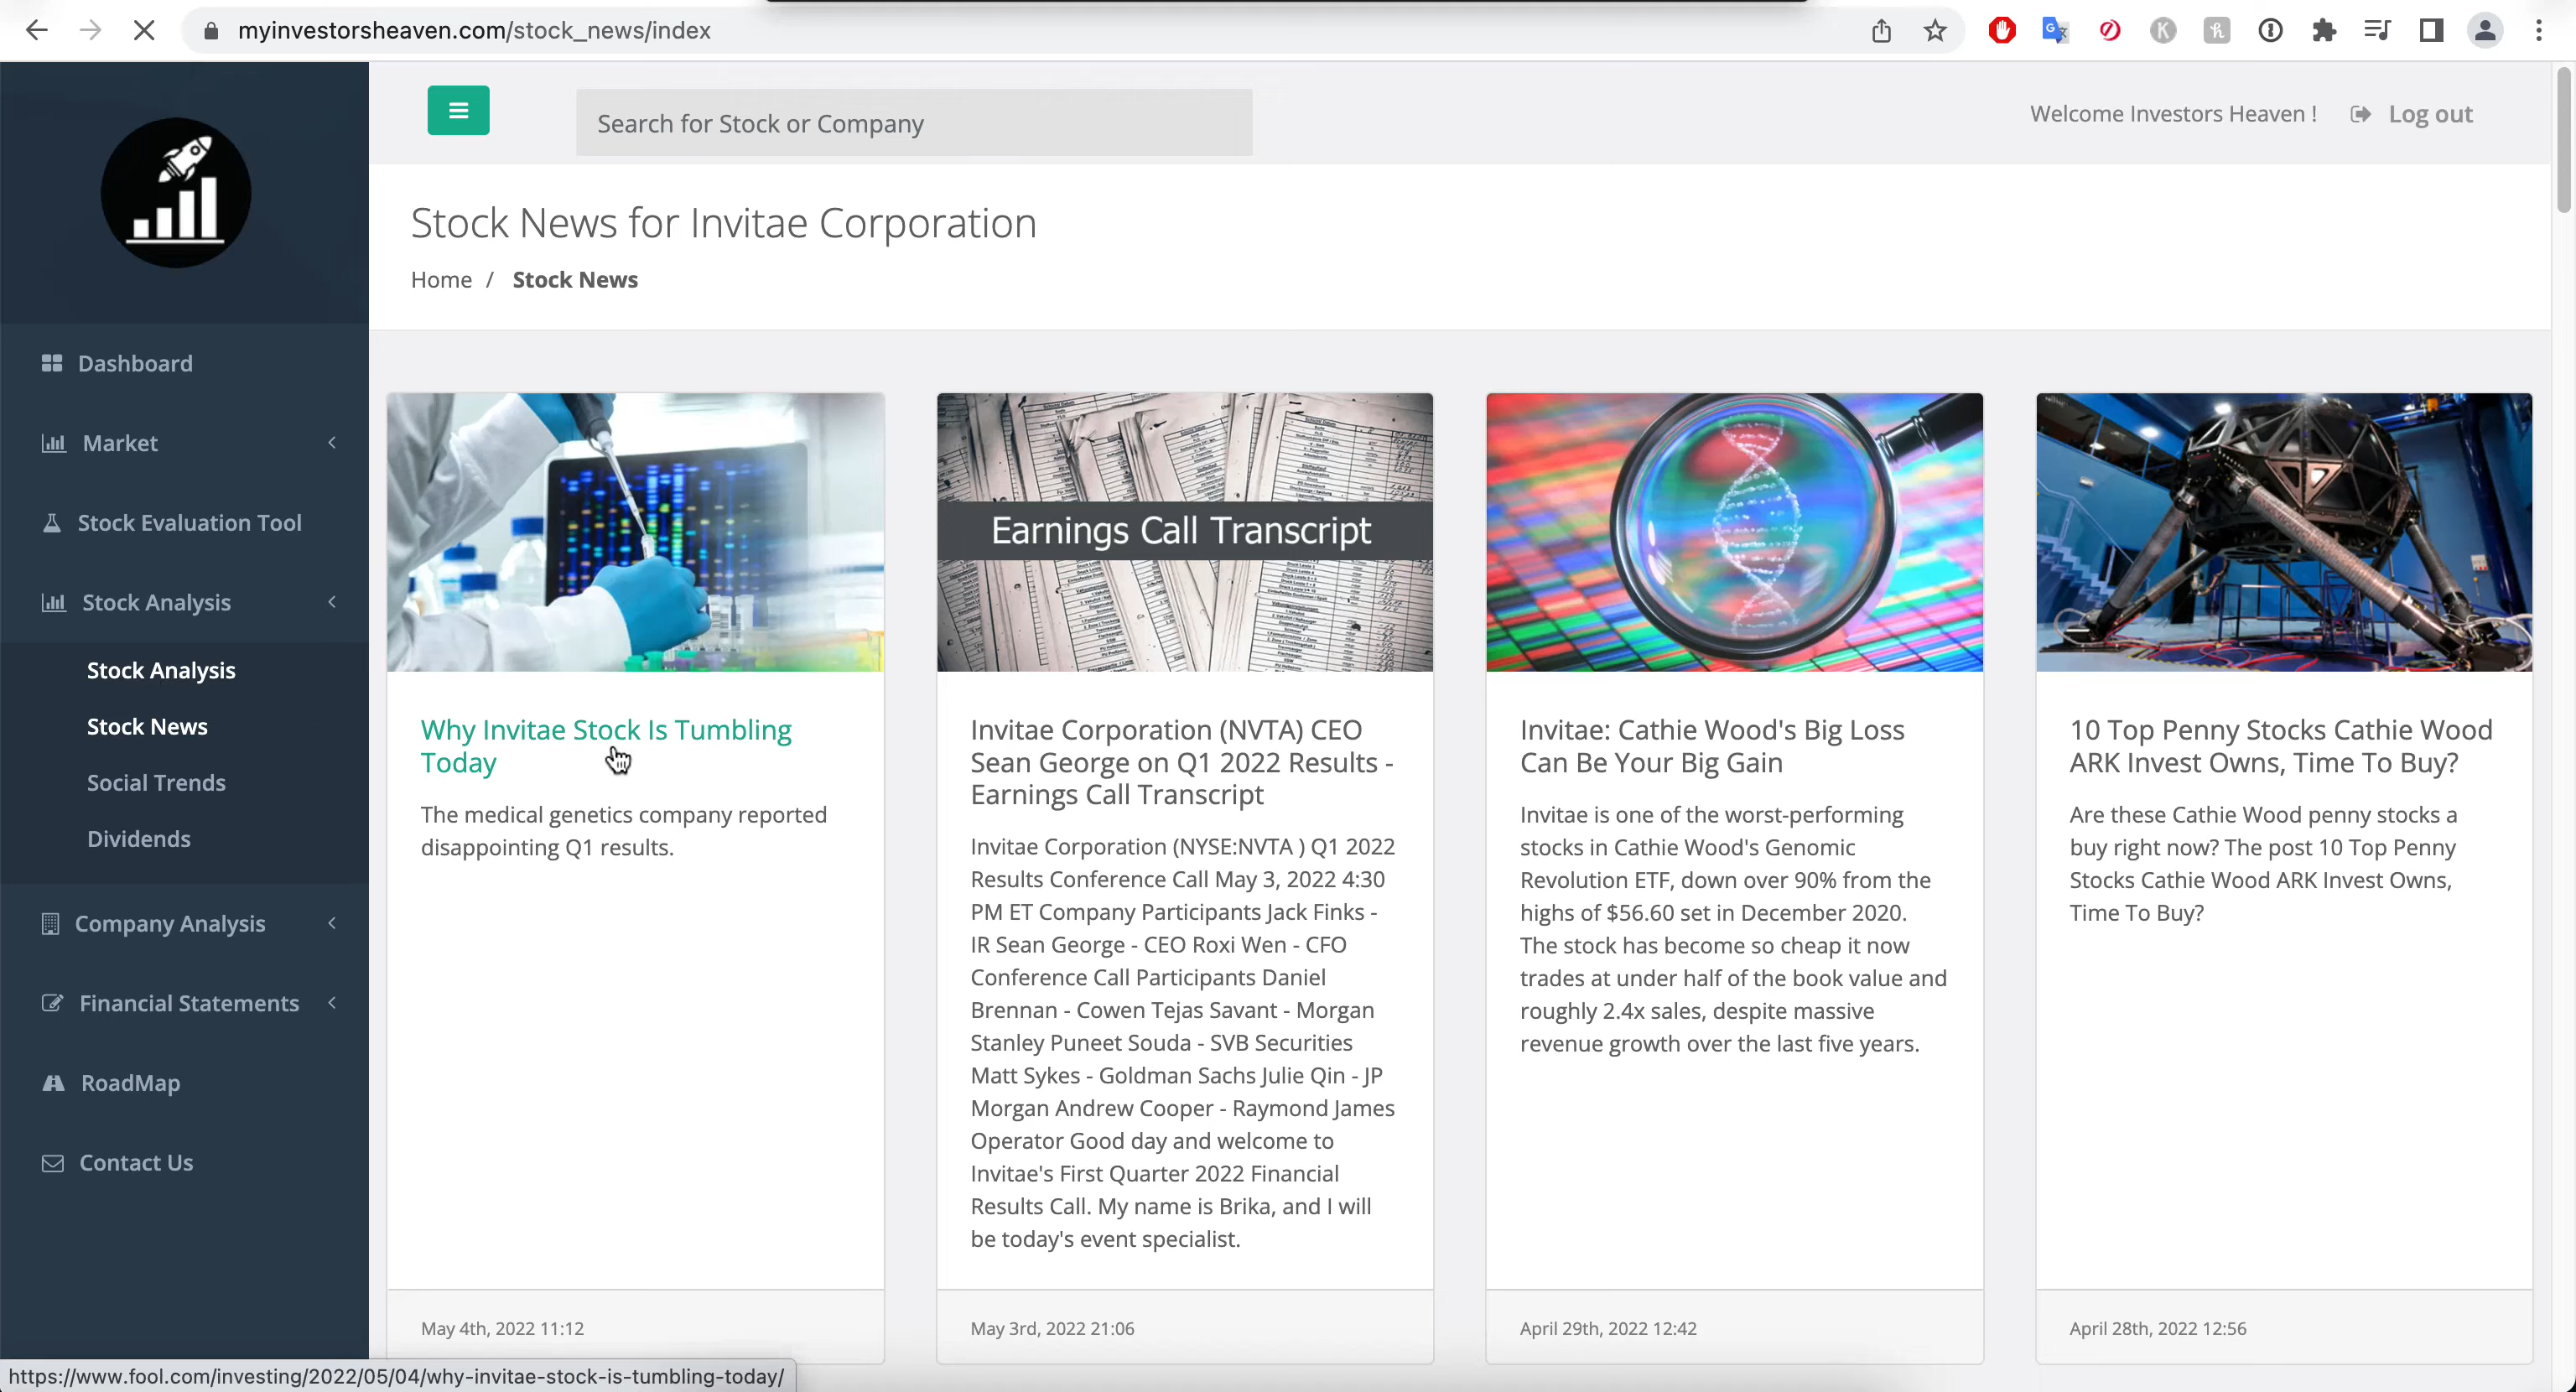 myinvestorsheaven.com/stock_news/index
Search for Stock or Company
Welcome Investors Heaven !
Log out
Stock News for Invitae Corporation
Home / Stock News
Dashboard
Market
Stock Evaluation Tool
Stock Analysis
Stock Analysis
Stock News
Social Trends
Dividends
Company Analysis
Financial Statements
RoadMap
Contact Us
Why Invitae Stock Is Tumbling
Today
The medical genetics company reported
disappointing Q1 results.
May 4th, 2022 11:12
Earnings Call Transcript
Invitae Corporation (NVTA) CEO
Sean George on Q1 2022 Results -
Earnings Call Transcript
Invitae Corporation (NYSE:NVTA ) Q1 2022
Results Conference Call May 3, 2022 4:30
PM ET Company Participants Jack Finks -
IR Sean George - CEO Roxi Wen - CFO
Conference Call Participants Daniel
Brennan - Cowen Tejas Savant - Morgan
Stanley Puneet Souda - SVB Securities
Matt Sykes - Goldman Sachs Julie Qin - JP
Morgan Andrew Cooper - Raymond James
Operator Good day and welcome to
Invitae's First Quarter 2022 Financial
Results Call. My name is Brika, and I will
be today's event specialist.
May 3rd, 2022 21:06
Invitae: Cathie Wood's Big Loss
Can Be Your Big Gain
Invitae is one of the worst-performing
stocks in Cathie Wood's Genomic
Revolution ETF, down over 90% from the
highs of $56.60 set in December 2020.
The stock has become so cheap it now
trades at under half of the book value and
roughly 2.4x sales, despite massive
revenue growth over the last five years.
April 29th, 2022 12:42
10 Top Penny Stocks Cathie Wood
ARK Invest Owns, Time To Buy?
Are these Cathie Wood penny stocks a
buy right now? The post 10 Top Penny
Stocks Cathie Wood ARK Invest Owns,
Time To Buy?
April 28th, 2022 12:56
https://www.fool.com/investing/2022/05/04/why-invitae-stock-is-tumbling-today/